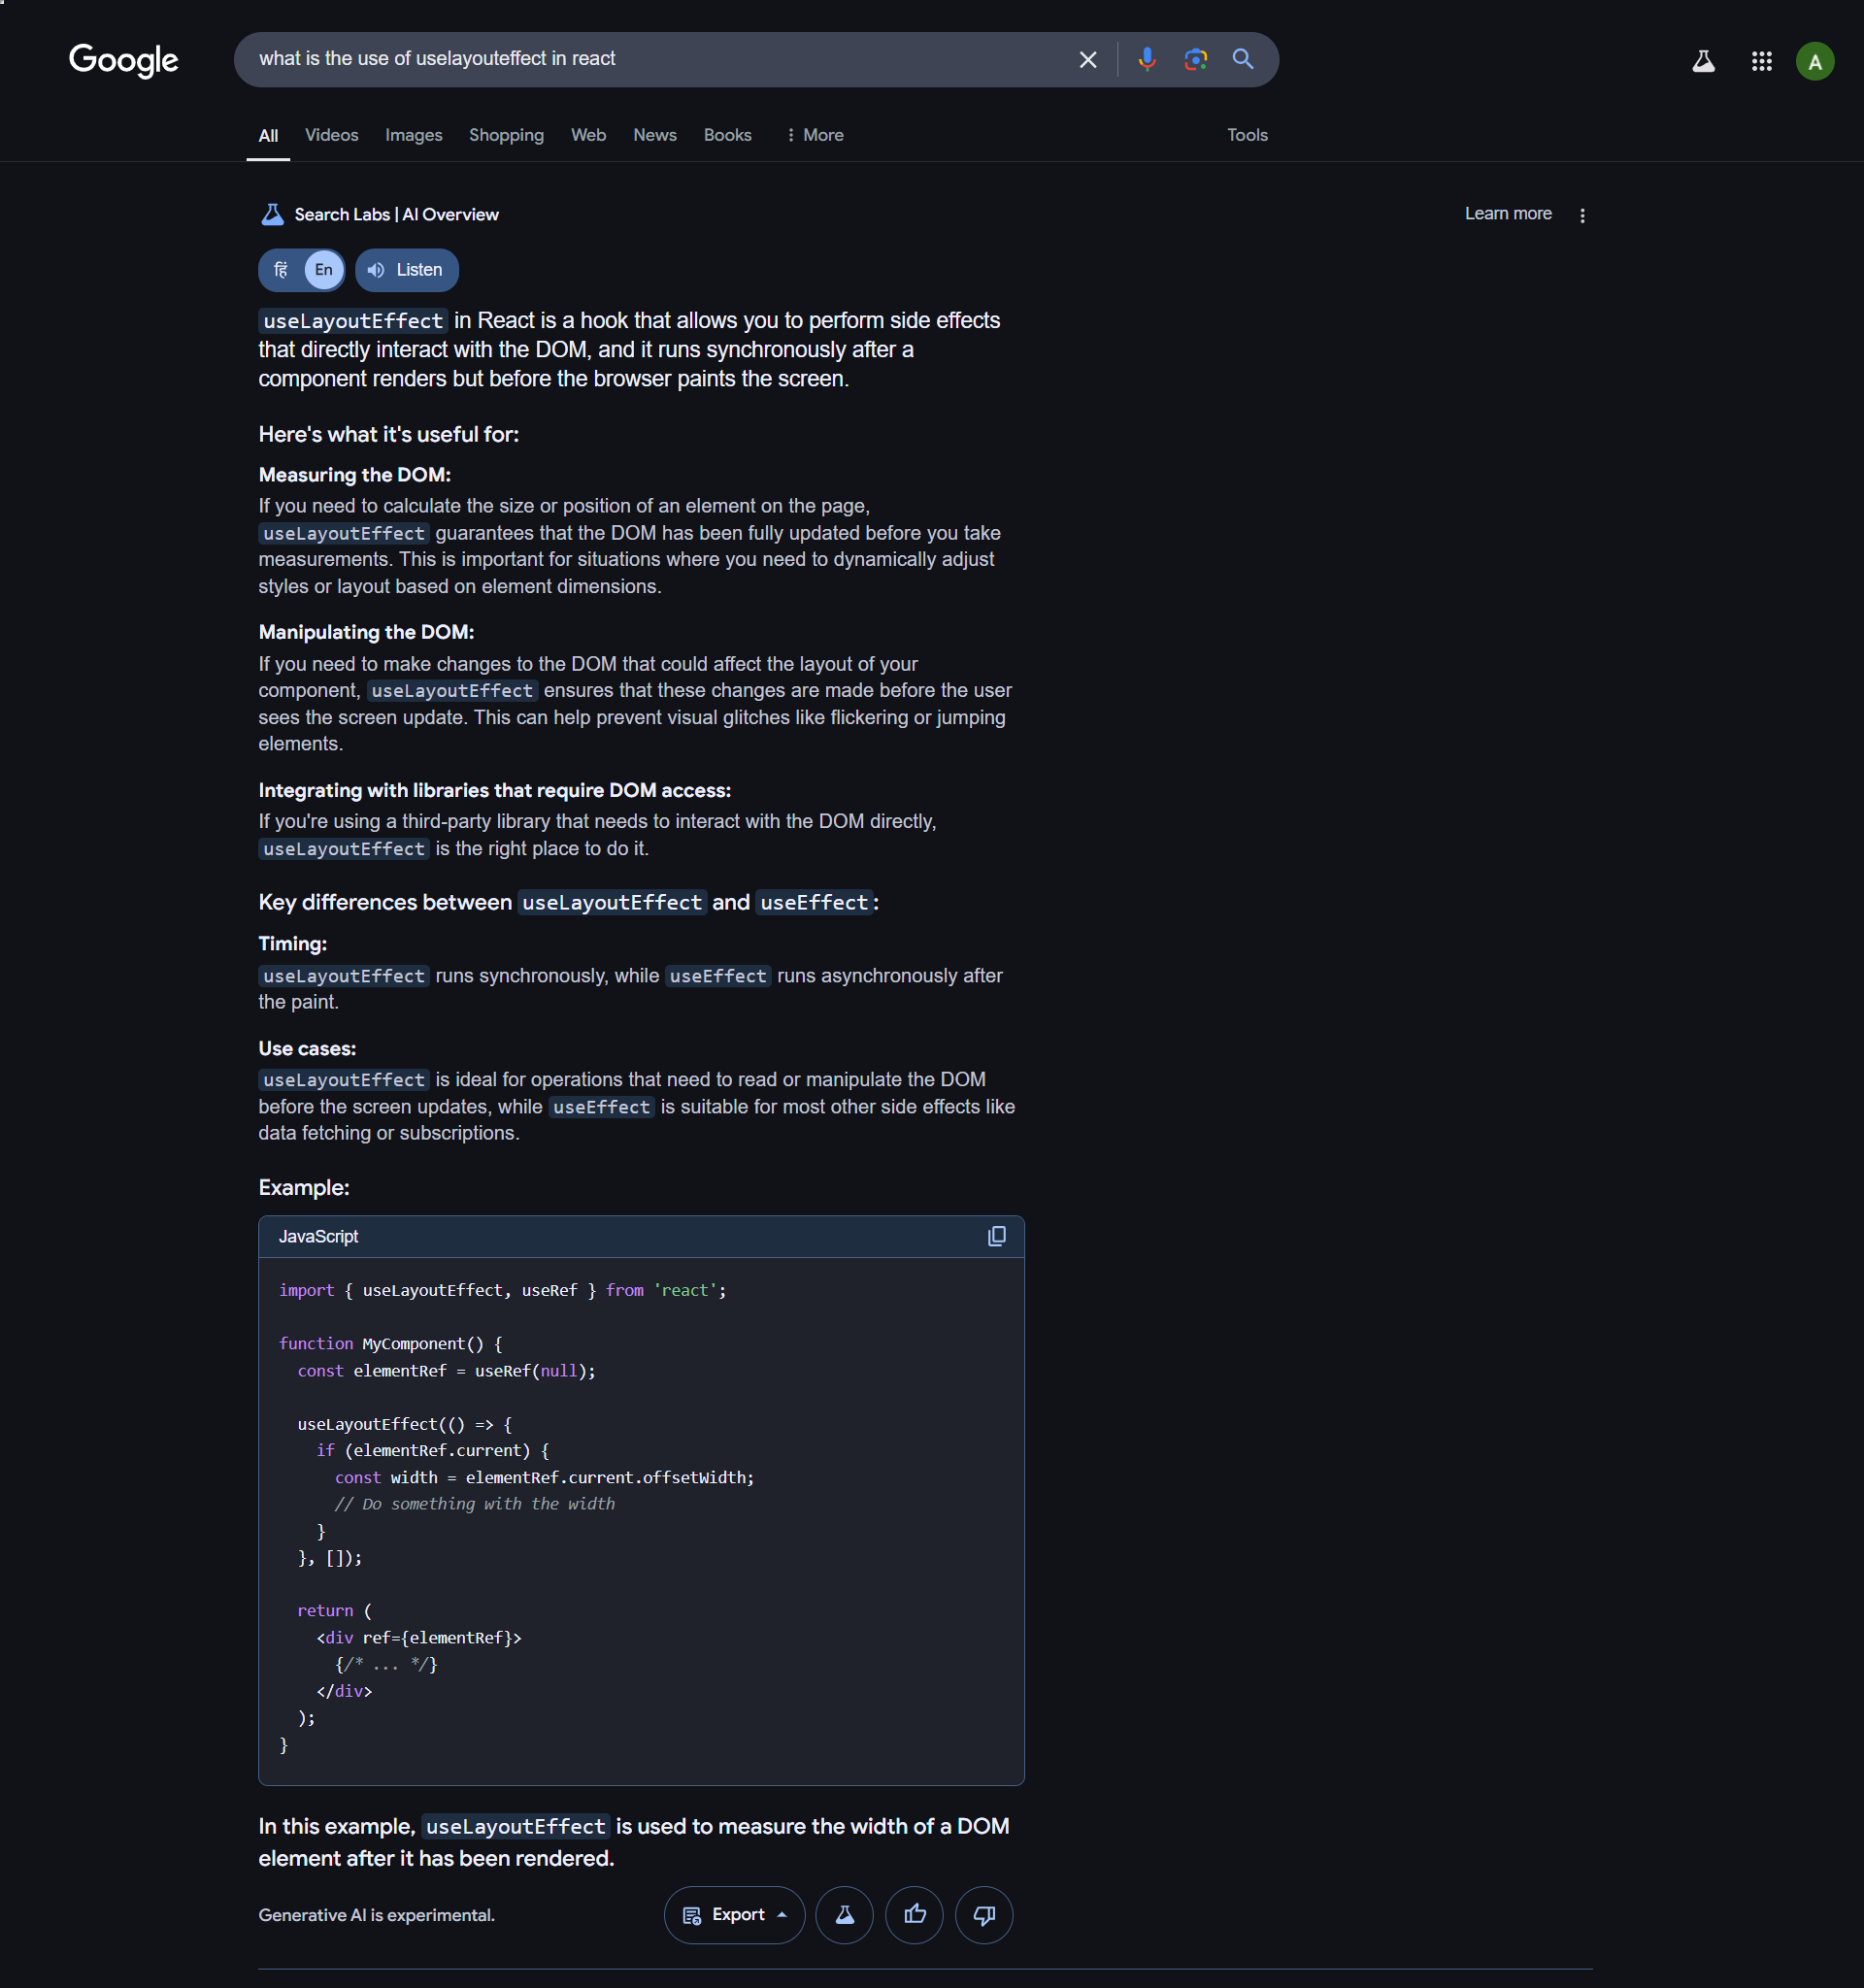 Google
what is the use of uselayouteffect in react
A
All Videos Images Shopping Web News Books More Tools
Search Labs | AI Overview
Learn more
हिं En Listen
useLayoutEffect in React is a hook that allows you to perform side effects
that directly interact with the DOM, and it runs synchronously after a
component renders but before the browser paints the screen.
Here's what it's useful for:
Measuring the DOM:
If you need to calculate the size or position of an element on the page,
useLayoutEffect guarantees that the DOM has been fully updated before you take
measurements. This is important for situations where you need to dynamically adjust
styles or layout based on element dimensions.
Manipulating the DOM:
If you need to make changes to the DOM that could affect the layout of your
component, useLayoutEffect ensures that these changes are made before the user
sees the screen update. This can help prevent visual glitches like flickering or jumping
elements.
Integrating with libraries that require DOM access:
If you're using a third-party library that needs to interact with the DOM directly,
useLayoutEffect is the right place to do it.
Key differences between useLayoutEffect and useEffect:
Timing:
useLayoutEffect runs synchronously, while useEffect runs asynchronously after
the paint.
Use cases:
useLayoutEffect is ideal for operations that need to read or manipulate the DOM
before the screen updates, while useEffect is suitable for most other side effects like
data fetching or subscriptions.
Example:
JavaScript
import { useLayoutEffect, useRef } from 'react';
function MyComponent() {
const elementRef = useRef(null);
useLayoutEffect(() => {
if (elementRef.current) {
const width = elementRef.current.offsetWidth;
// Do something with the width
}
}, []);
return (
<div ref={elementRef}>
{/* ... */}
</div>
);
}
In this example, useLayoutEffect is used to measure the width of a DOM
element after it has been rendered.
Generative AI is experimental.
Export